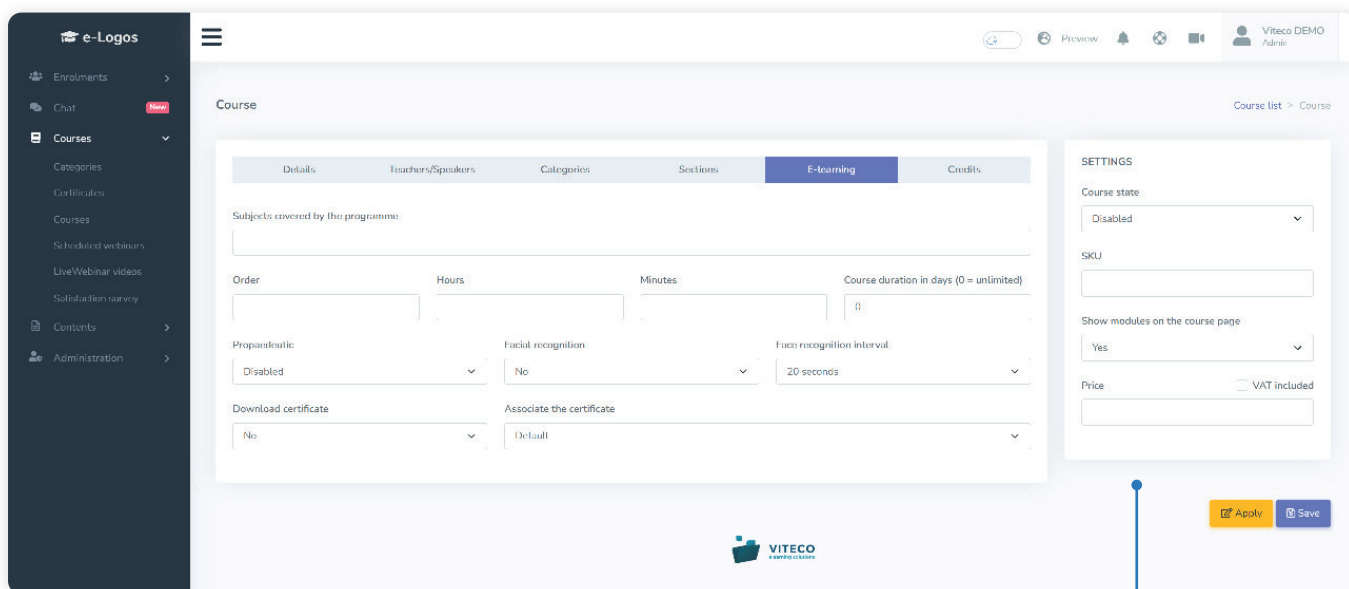 e-Logos
Preview
Viteco DEMO
Admin
Enrolments
Chat New
Courses
Categories
Certificates
Courses
Scheduled webinars
LiveWebinar videos
Satisfaction survey
Contents
Administration
Course
Course list > Course
Details Teachers/Speakers Categories Sections E-learning Credits
Subjects covered by the programme
Order Hours Minutes Course duration in days (0 = unlimited)
0
Propaedeutic Facial recognition Face recognition interval
Disabled No 20 seconds
Download certificate Associate the certificate
No Default
SETTINGS
Course state
Disabled
SKU
Show modules on the course page
Yes
Price VAT included
Apply Save
VITECO
e-learning solutions